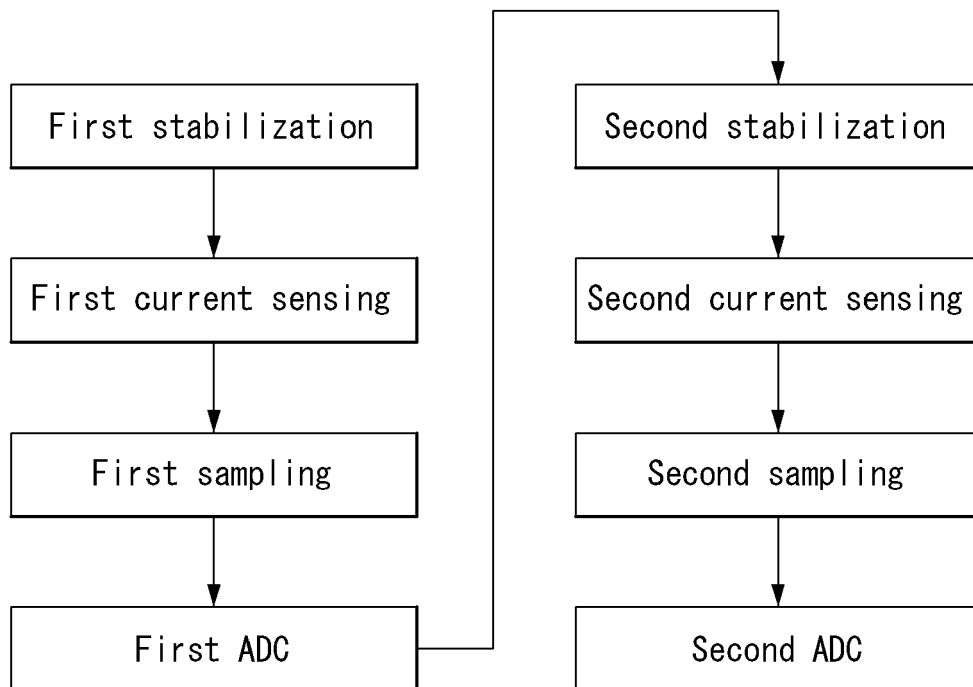 First stabilization
First current sensing
First sampling
First ADC
Second stabilization
Second current sensing
Second sampling
Second ADC